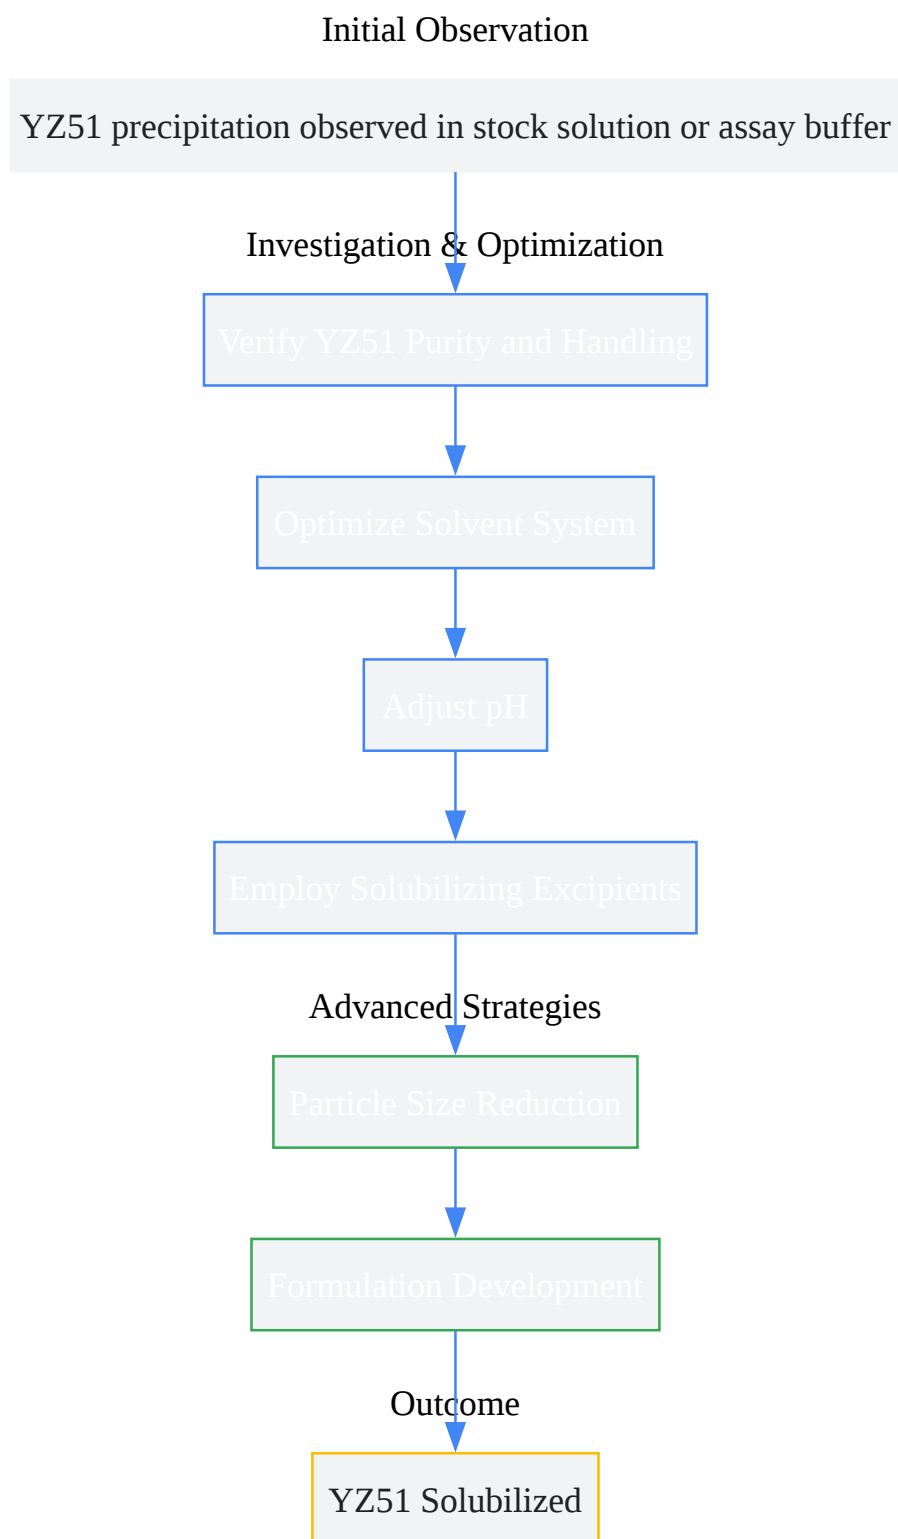 Initial Observation
YZ51 precipitation observed in stock solution or assay buffer
Investigation & Optimization
Verify YZ51 Purity and Handling
Optimize Solvent System
Adjust pH
Employ Solubilizing Excipients
Advanced Strategies
Particle Size Reduction
Formulation Development
Outcome
YZ51 Solubilized